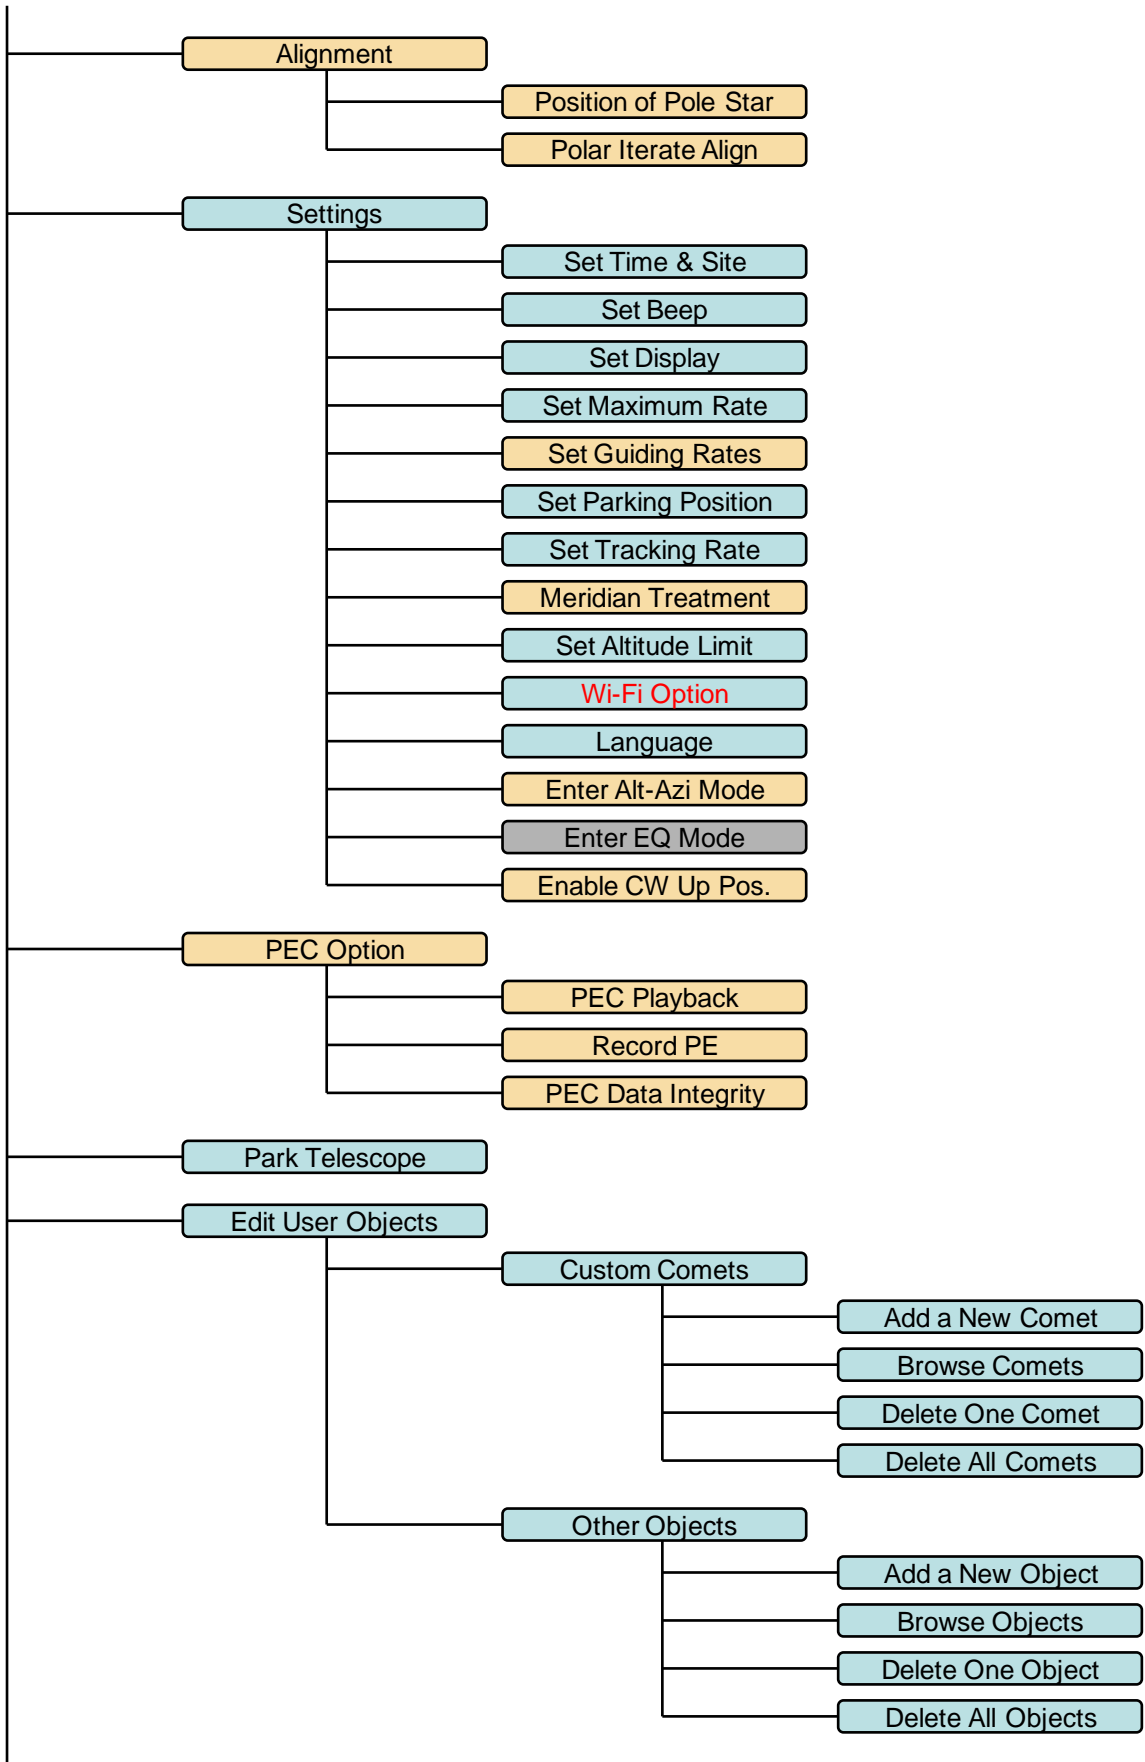 Alignment
Position of Pole Star
Polar Iterate Align
Settings
Set Time & Site
Set Beep
Set Display
Set Maximum Rate
Set Guiding Rates
Set Parking Position
Set Tracking Rate
Meridian Treatment
Set Altitude Limit
Wi-Fi Option
Language
Enter Alt-Azi Mode
Enter EQ Mode
Enable CW Up Pos.
PEC Option
PEC Playback
Record PE
PEC Data Integrity
Park Telescope
Edit User Objects
Custom Comets
Add a New Comet
Browse Comets
Delete One Comet
Delete All Comets
Other Objects
Add a New Object
Browse Objects
Delete One Object
Delete All Objects